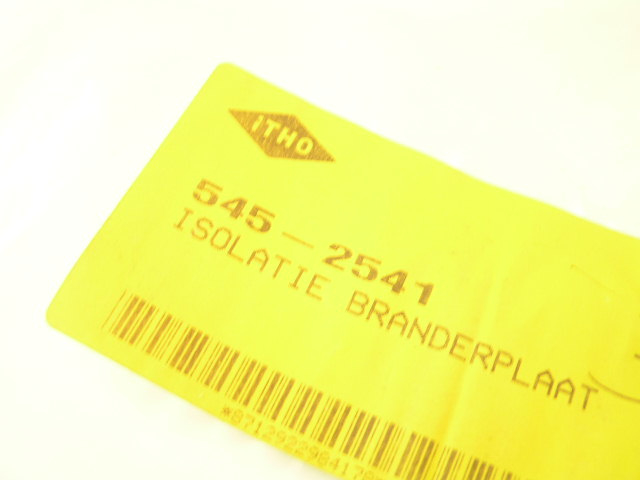 ITHO
545-2541
ISOLATIE BRANDERPLAAT